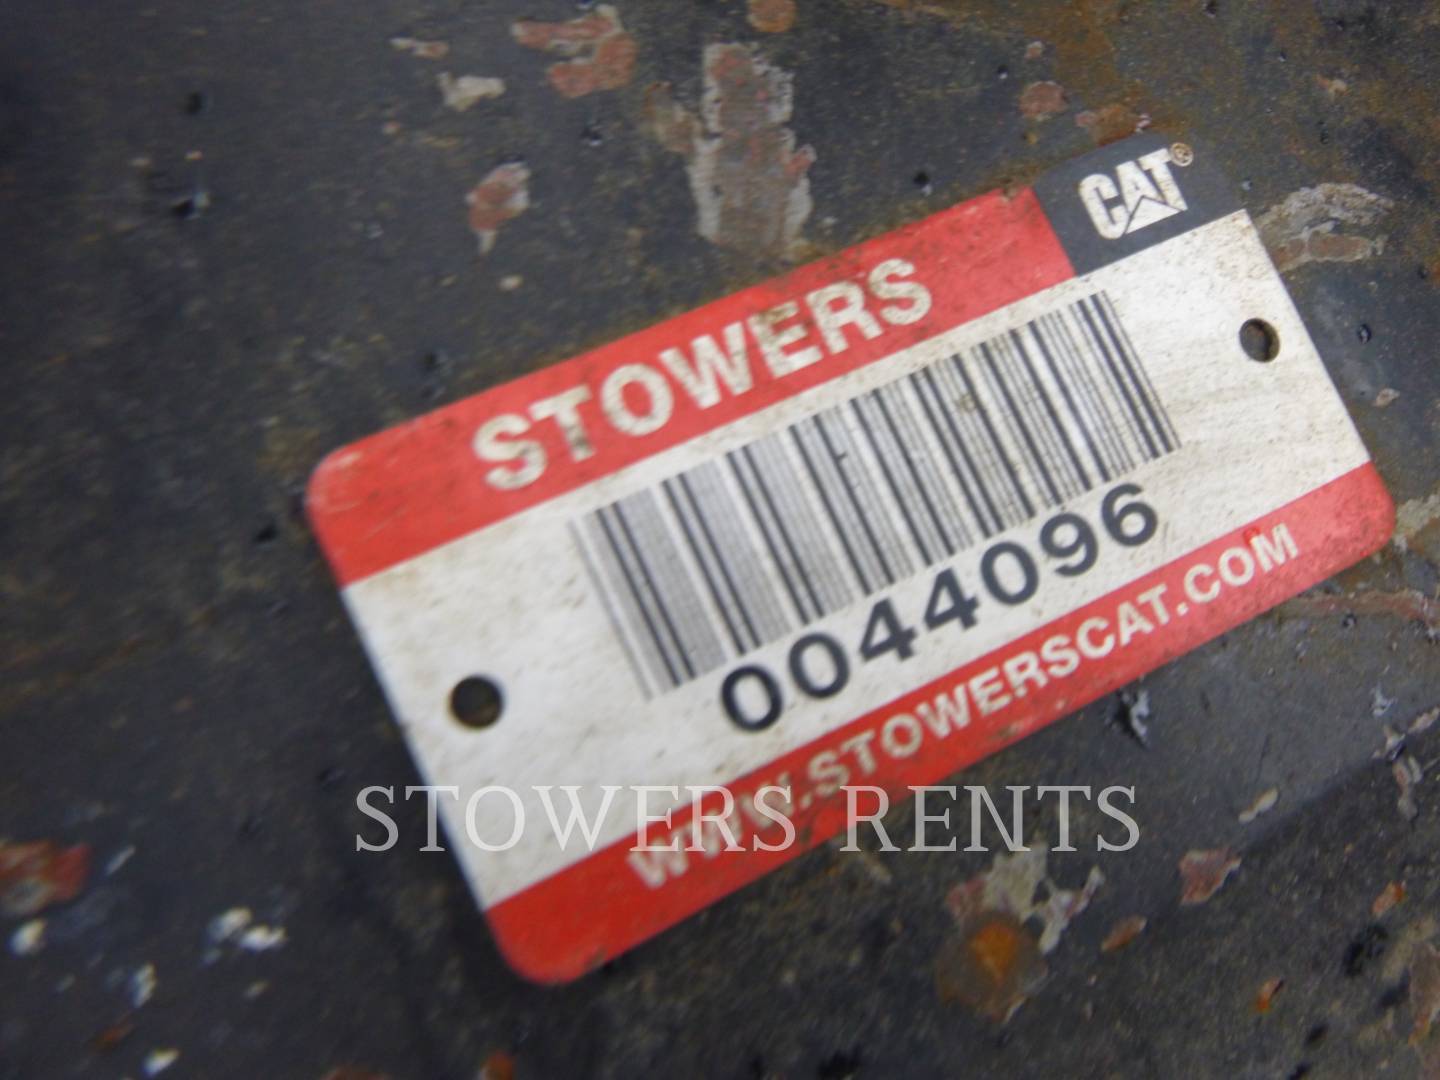 CAT®
STOWERS
0044096
WWW.STOWERSCAT.COM
STOWERS RENTS